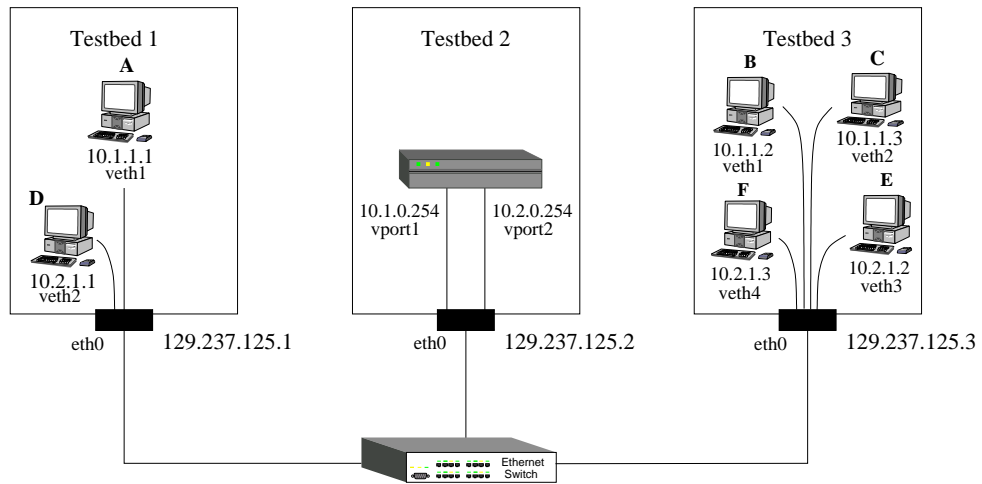 Testbed 1
A
10.1.1.1
veth1
D
10.2.1.1
veth2
eth0
129.237.125.1
Testbed 2
10.1.0.254
vport1
10.2.0.254
vport2
eth0
129.237.125.2
Testbed 3
B
10.1.1.2
veth1
C
10.1.1.3
veth2
F
10.2.1.3
veth4
E
10.2.1.2
veth3
eth0
129.237.125.3
Ethernet
Switch